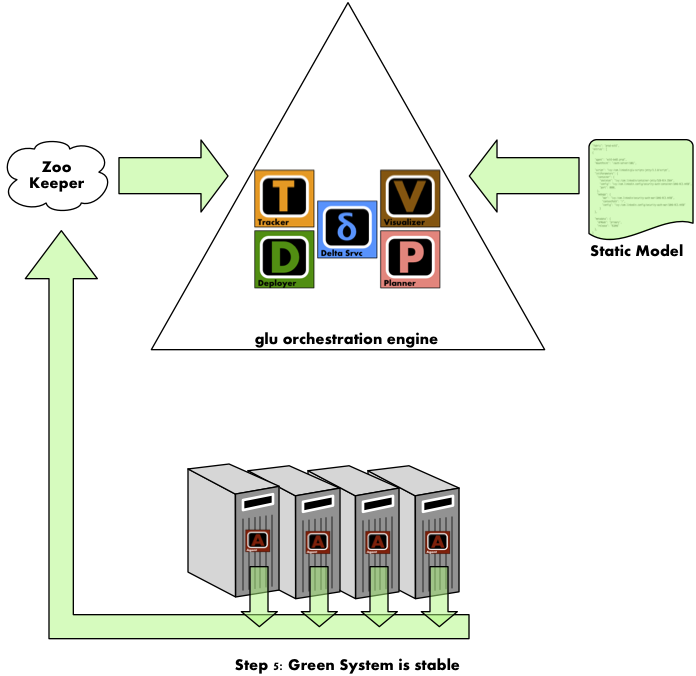 Zoo
Keeper
T
Tracker
V
Visualizer
δ
Delta Srvc
D
Deployer
P
Planner
Static Model
glu orchestration engine
A
A
A
A
Step 5: Green System is stable